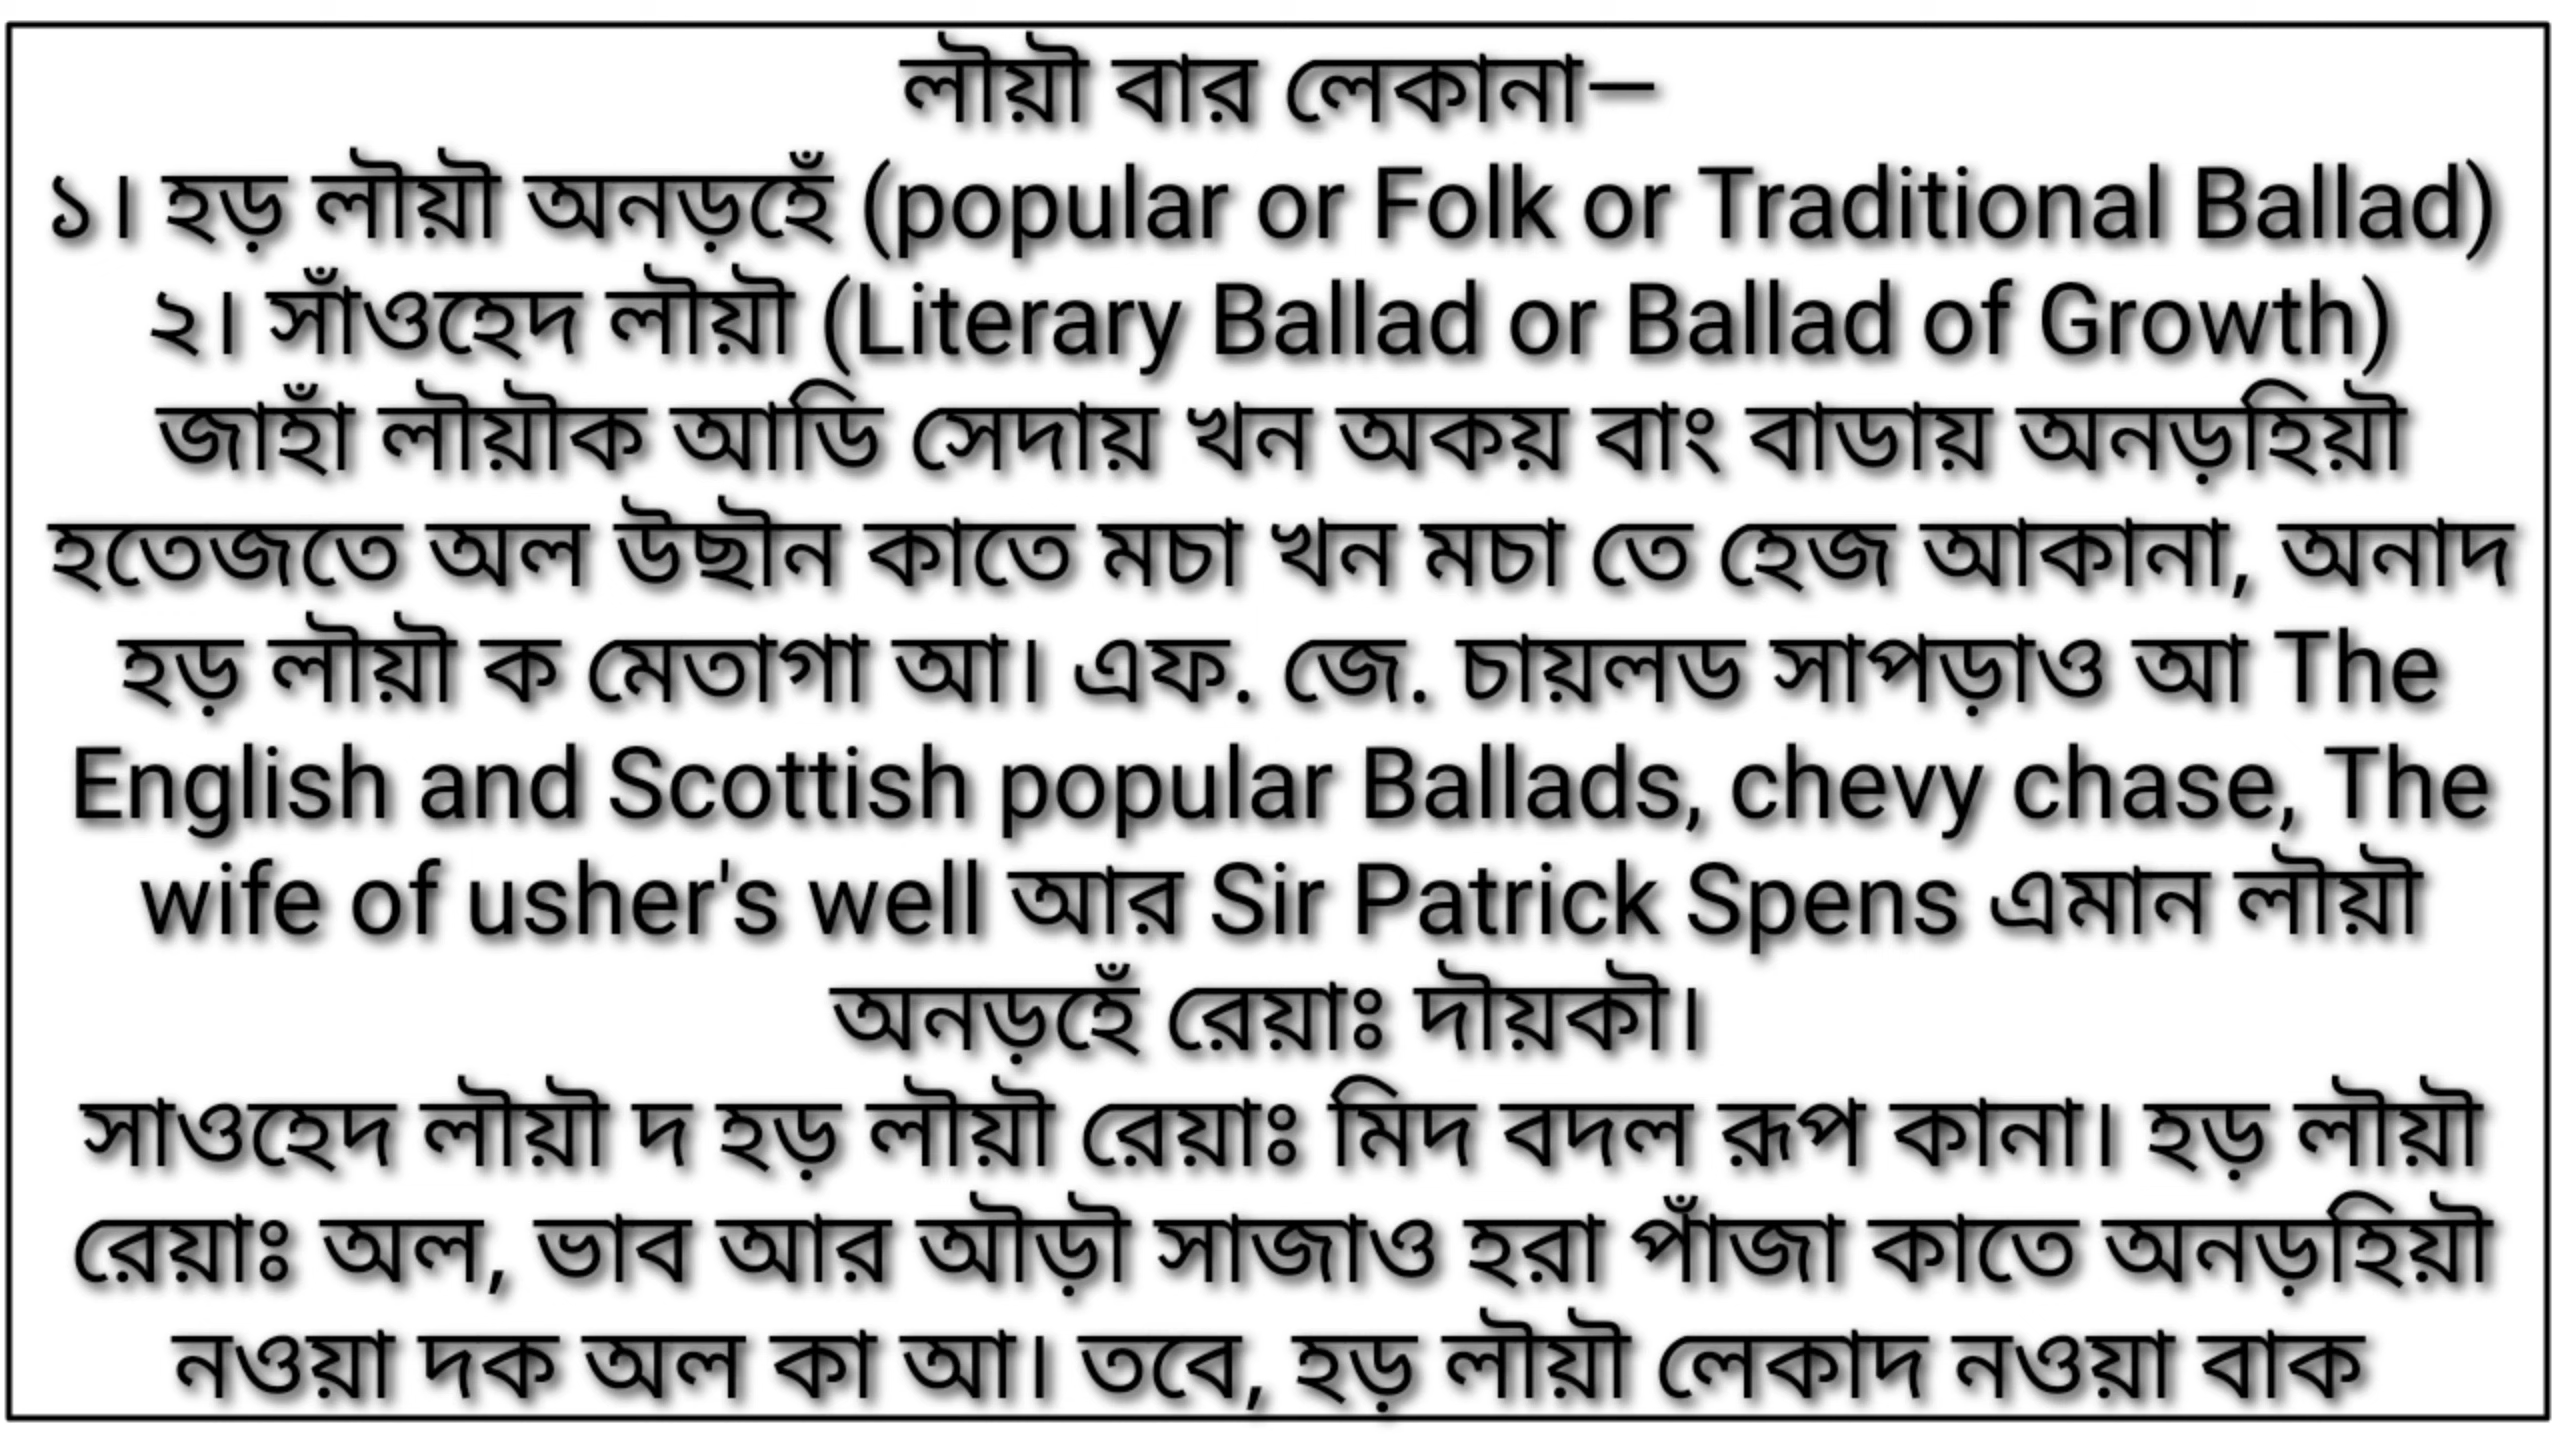 লৗয়ৗ বার লেকানা—
১। হড় লৗয়ৗ অনড়হেঁ (popular or Folk or Traditional Ballad)
২। সাঁওহেদ লৗয়ৗ (Literary Ballad or Ballad of Growth)
জাহাঁ লৗয়ৗক আডি সেদায় খন অকয় বাং বাডায় অনড়হিয়ৗ
হতেজতে অল উছৗন কাতে মচা খন মচা তে হেজ আকানা, অনাদ
হড় লৗয়ৗ ক মেতাগা আ। এফ. জে. চায়লড সাপড়াও আ The
English and Scottish popular Ballads, chevy chase, The
wife of usher's well আর Sir Patrick Spens এমান লৗয়ৗ
অনড়হেঁ রেয়াঃ দৗয়কৗ।
সাওহেদ লৗয়ৗ দ হড় লৗয়ৗ রেয়াঃ মিদ বদল রূপ কানা। হড় লৗয়ৗ
রেয়াঃ অল, ভাব আর আৗড়ৗ সাজাও হরা পাঁজা কাতে অনড়হিয়ৗ
নওয়া দক অল কা আ। তবে, হড় লৗয়ৗ লেকাদ নওয়া বাক